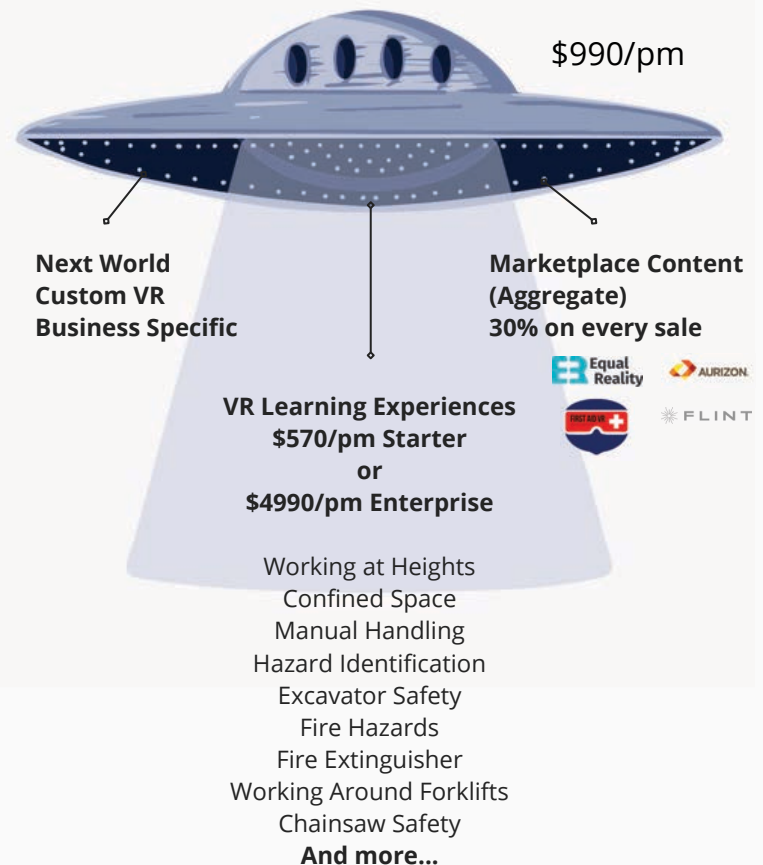 $990/pm
Next World
Custom VR
Business Specific
Marketplace Content
(Aggregate)
30% on every sale
Equal
Reality
AURIZON.
FIRST AID VR
FLINT
VR Learning Experiences
$570/pm Starter
or
$4990/pm Enterprise
Working at Heights
Confined Space
Manual Handling
Hazard Identification
Excavator Safety
Fire Hazards
Fire Extinguisher
Working Around Forklifts
Chainsaw Safety
And more...